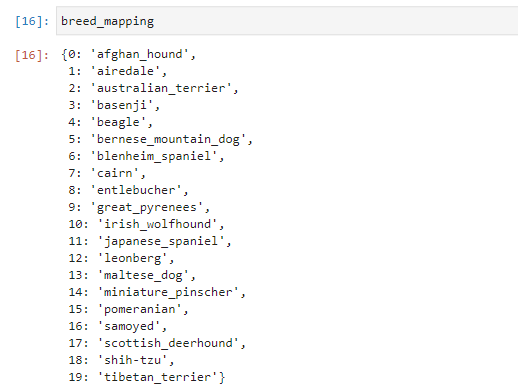 [16]: breed_mapping
[16]: {0: 'afghan_hound',
1: 'airedale',
2: 'australian_terrier',
3: 'basenji',
4: 'beagle',
5: 'bernese_mountain_dog',
6: 'blenheim_spaniel',
7: 'cairn',
8: 'entlebucher',
9: 'great_pyrenees',
10: 'irish_wolfhound',
11: 'japanese_spaniel',
12: 'leonberg',
13: 'maltese_dog',
14: 'miniature_pinscher',
15: 'pomeranian',
16: 'samoyed',
17: 'scottish_deerhound',
18: 'shih-tzu',
19: 'tibetan_terrier'}